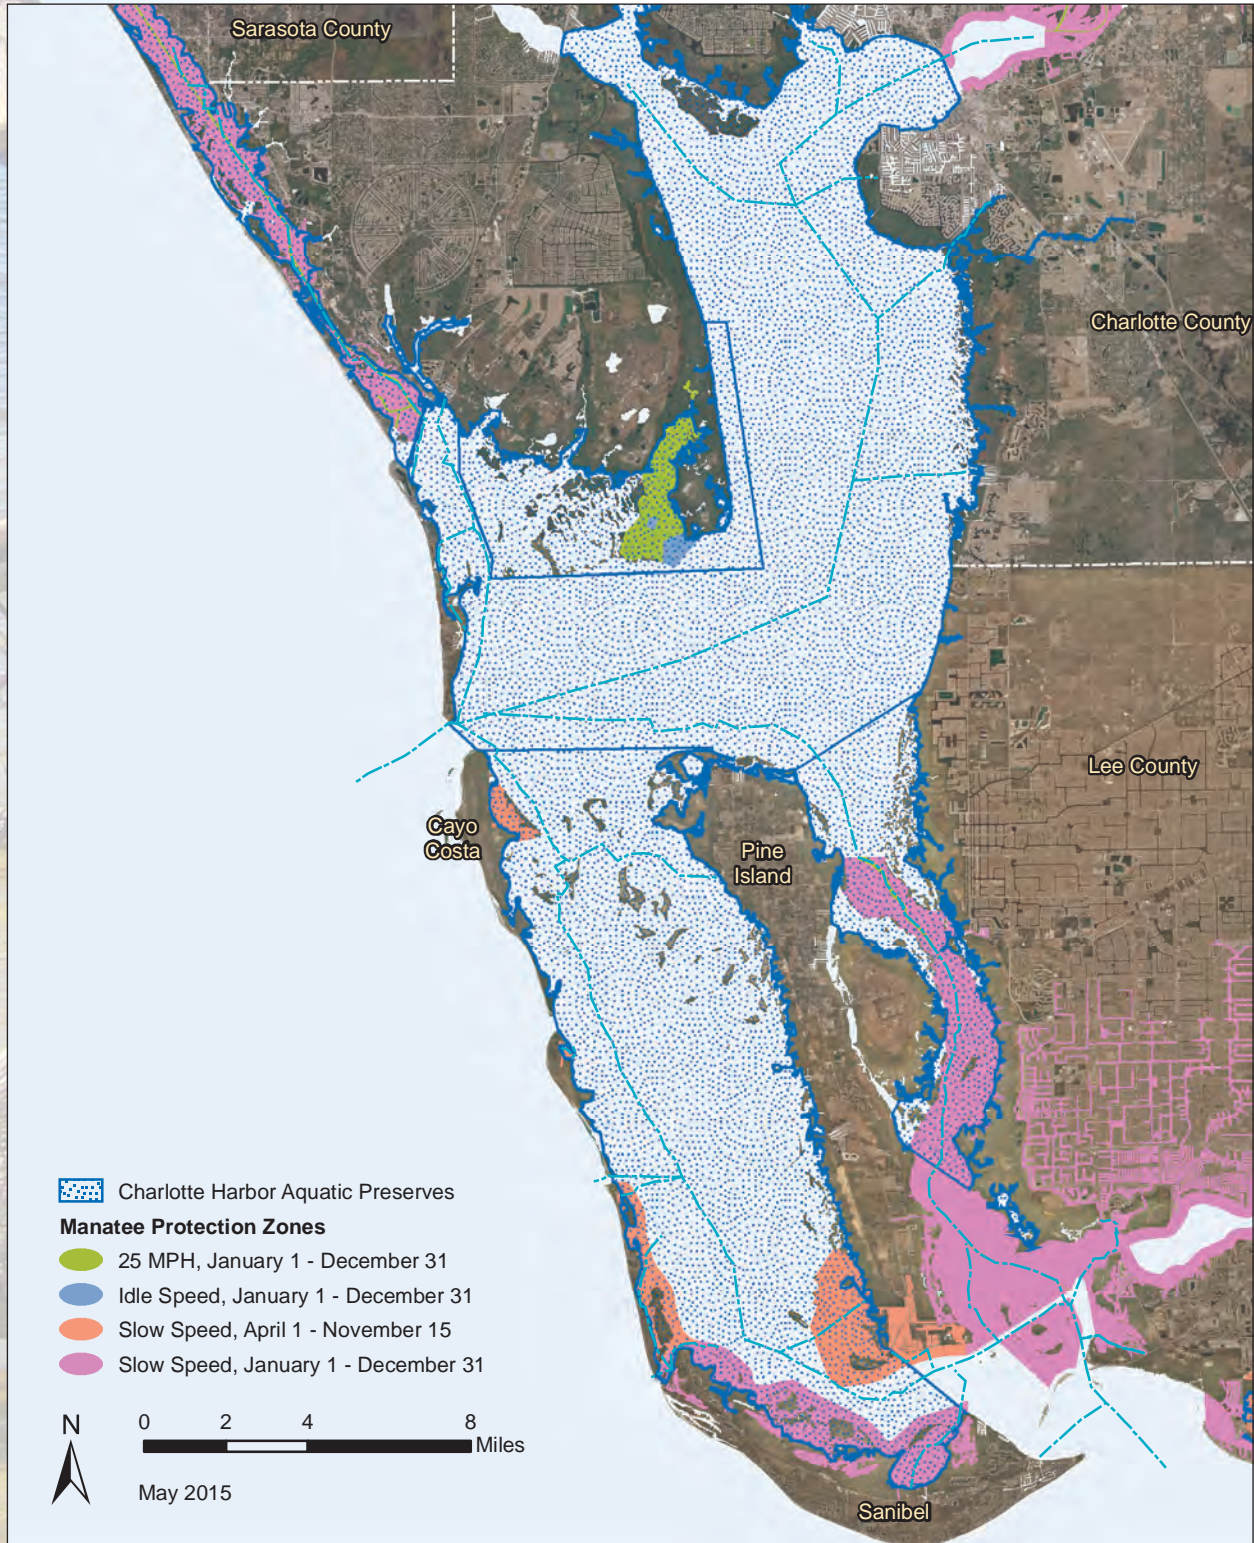 Sarasota County
Charlotte County
Lee County
Cayo
Costa
Pine
Island
Charlotte Harbor Aquatic Preserves
Manatee Protection Zones
25 MPH, January 1 - December 31
Idle Speed, January 1 - December 31
Slow Speed, April 1 - November 15
Slow Speed, January 1 - December 31
N
0 2 4 8
Miles
May 2015
Sanibel